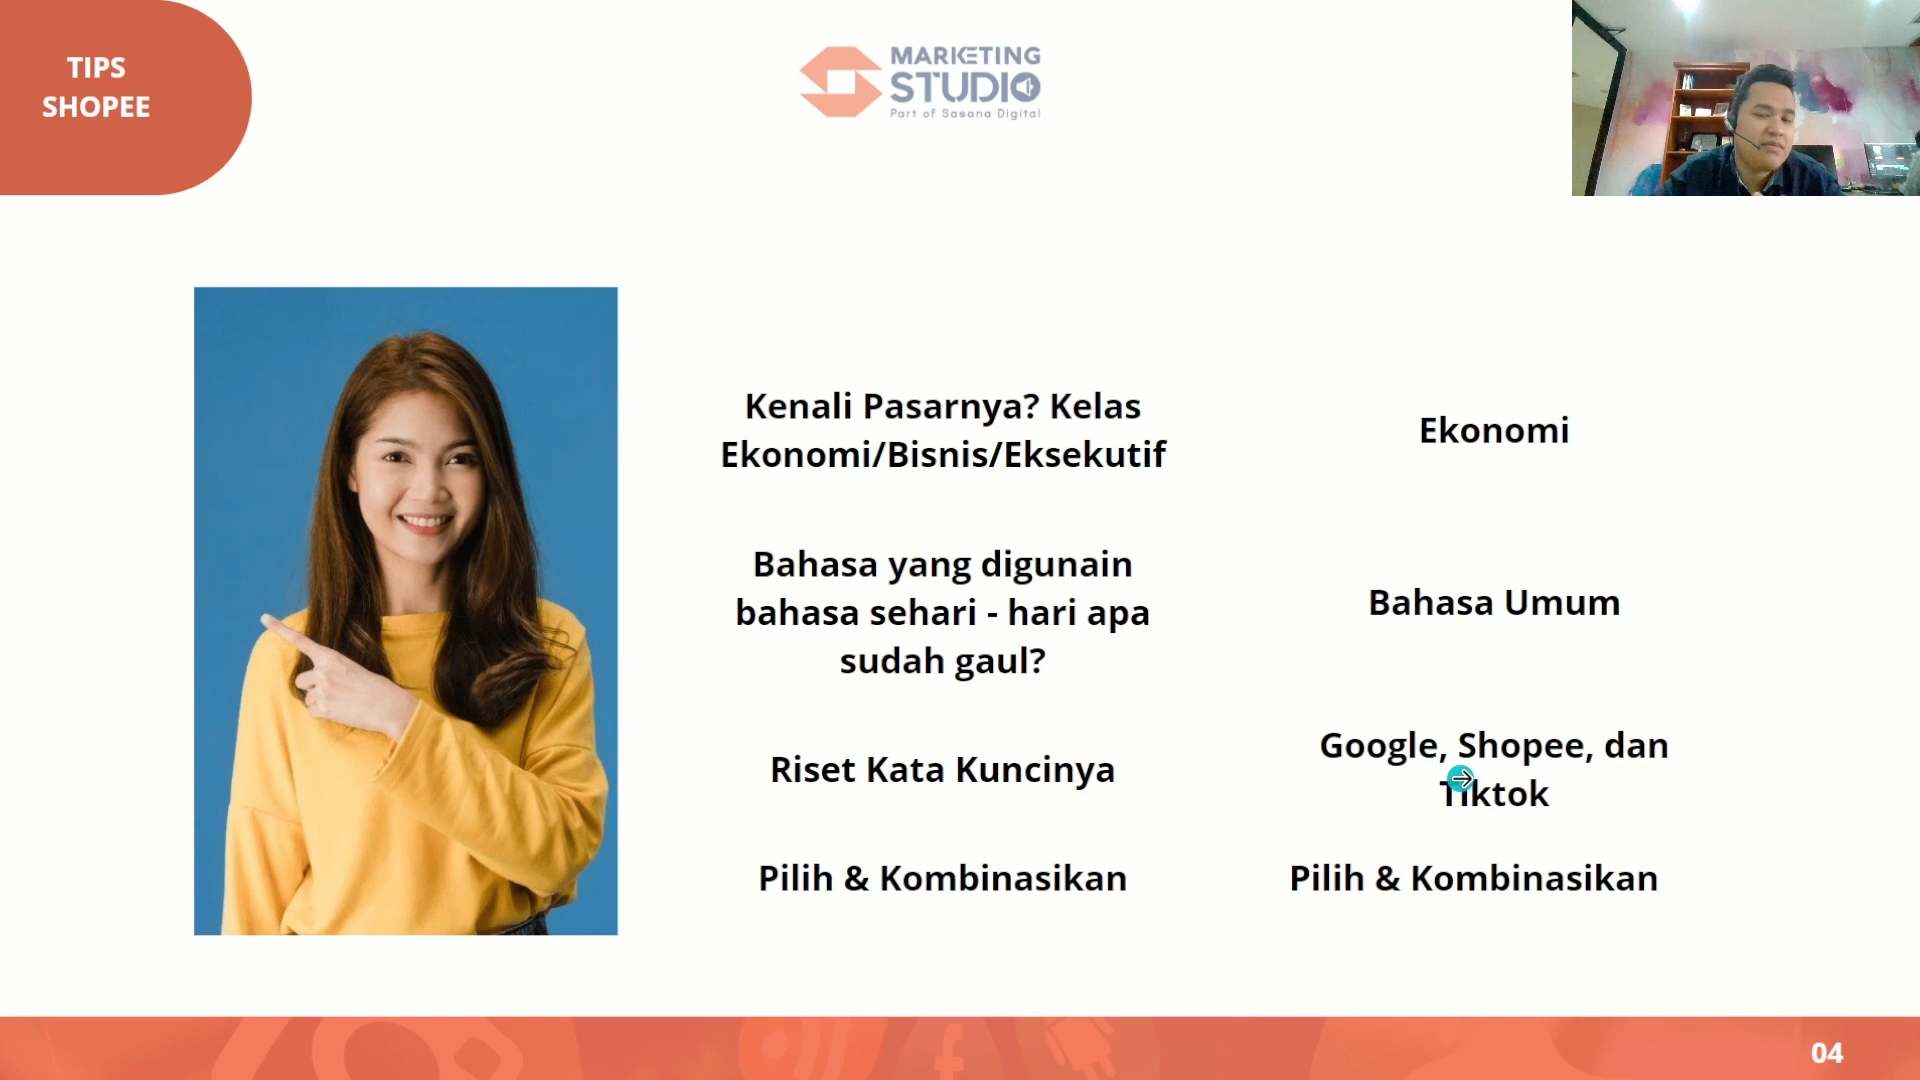 TIPS
SHOPEE
MARKETING
STUDIO
Part of Sasana Digital
Kenali Pasarnya? Kelas
Ekonomi/Bisnis/Eksekutif
Ekonomi
Bahasa yang digunain
bahasa sehari - hari apa
sudah gaul?
Bahasa Umum
Riset Kata Kuncinya
Google, Shopee, dan
Tiktok
Pilih & Kombinasikan
Pilih & Kombinasikan
04